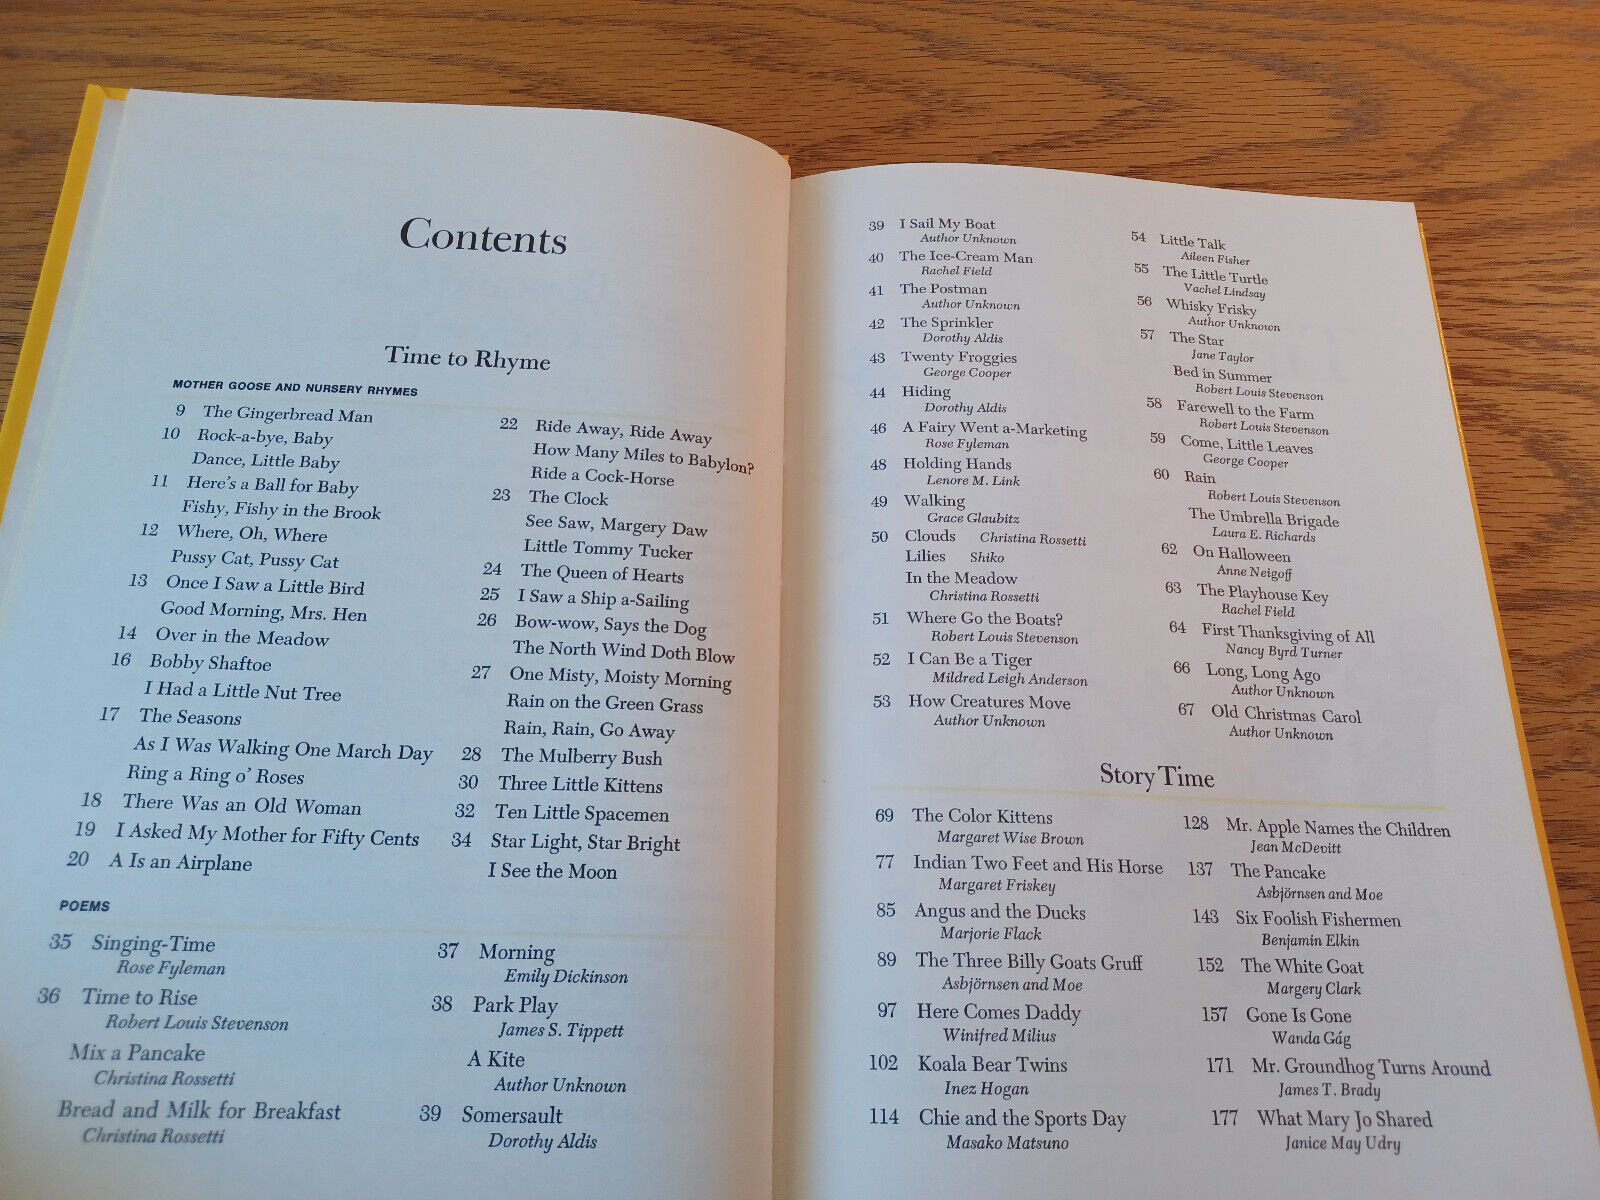 Contents
Time to Rhyme
MOTHER GOOSE AND NURSERY RHYMES
9 The Gingerbread Man
10 Rock-a-bye, Baby
Dance, Little Baby
11 Here's a Ball for Baby
Fishy, Fishy in the Brook
12 Where, Oh, Where
Pussy Cat, Pussy Cat
13 Once I Saw a Little Bird
Good Morning, Mrs. Hen
14 Over in the Meadow
16 Bobby Shaftoe
I Had a Little Nut Tree
17 The Seasons
As I Was Walking One March Day
Ring a Ring o' Roses
18 There Was an Old Woman
19 I Asked My Mother for Fifty Cents
20 A Is an Airplane
22 Ride Away, Ride Away
How Many Miles to Babylon?
Ride a Cock-Horse
23 The Clock
See Saw, Margery Daw
Little Tommy Tucker
24 The Queen of Hearts
25 I Saw a Ship a-Sailing
26 Bow-wow, Says the Dog
The North Wind Doth Blow
27 One Misty, Moisty Morning
Rain on the Green Grass
Rain, Rain, Go Away
28 The Mulberry Bush
30 Three Little Kittens
32 Ten Little Spacemen
34 Star Light, Star Bright
I See the Moon
POEMS
35 Singing-Time
Rose Fyleman
36 Time to Rise
Robert Louis Stevenson
Mix a Pancake
Christina Rossetti
Bread and Milk for Breakfast
Christina Rossetti
37 Morning
Emily Dickinson
38 Park Play
James S. Tippett
A Kite
Author Unknown
39 Somersault
Dorothy Aldis
39 I Sail My Boat
Author Unknown
40 The Ice-Cream Man
Rachel Field
41 The Postman
Author Unknown
42 The Sprinkler
Dorothy Aldis
43 Twenty Froggies
George Cooper
44 Hiding
Dorothy Aldis
46 A Fairy Went a-Marketing
Rose Fyleman
48 Holding Hands
Lenore M. Link
49 Walking
Grace Glaubitz
50 Clouds Christina Rossetti
Lilies Shiko
In the Meadow
Christina Rossetti
51 Where Go the Boats?
Robert Louis Stevenson
52 I Can Be a Tiger
Mildred Leigh Anderson
53 How Creatures Move
Author Unknown
54 Little Talk
Aileen Fisher
55 The Little Turtle
Vachel Lindsay
56 Whisky Frisky
Author Unknown
57 The Star
Jane Taylor
Bed in Summer
Robert Louis Stevenson
58 Farewell to the Farm
Robert Louis Stevenson
59 Come, Little Leaves
George Cooper
60 Rain
Robert Louis Stevenson
The Umbrella Brigade
Laura E. Richards
62 On Halloween
Anne Neigoff
63 The Playhouse Key
Rachel Field
64 First Thanksgiving of All
Nancy Byrd Turner
66 Long, Long Ago
Author Unknown
67 Old Christmas Carol
Author Unknown
Story Time
69 The Color Kittens
Margaret Wise Brown
77 Indian Two Feet and His Horse
Margaret Friskey
85 Angus and the Ducks
Marjorie Flack
89 The Three Billy Goats Gruff
Asbjörnsen and Moe
97 Here Comes Daddy
Winifred Milius
102 Koala Bear Twins
Inez Hogan
114 Chie and the Sports Day
Masako Matsuno
128 Mr. Apple Names the Children
Jean McDevitt
137 The Pancake
Asbjörnsen and Moe
143 Six Foolish Fishermen
Benjamin Elkin
152 The White Goat
Margery Clark
157 Gone Is Gone
Wanda Gág
171 Mr. Groundhog Turns Around
James T. Brady
177 What Mary Jo Shared
Janice May Udry